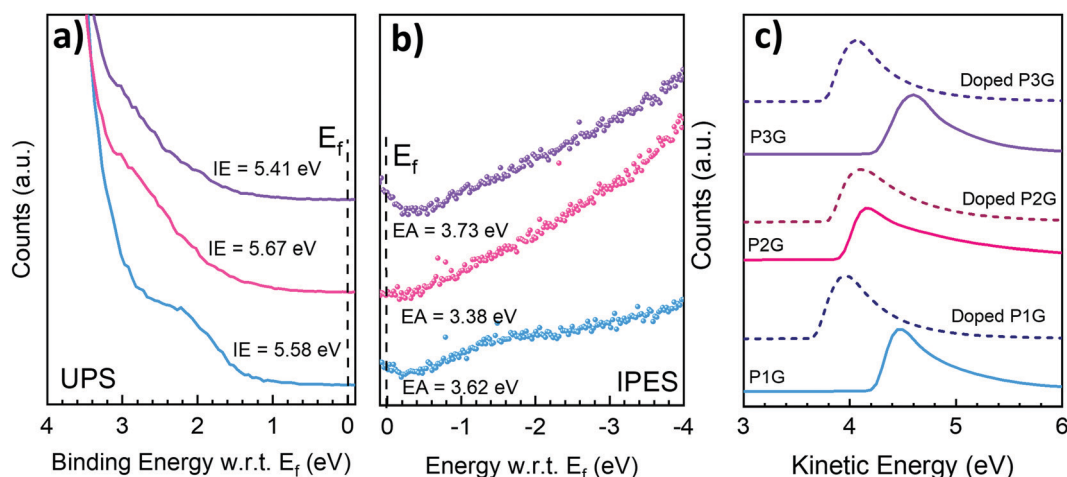 a)
E_f
IE = 5.41 eV
IE = 5.67 eV
IE = 5.58 eV
UPS
Counts (a.u.)
4 3 2 1 0
Binding Energy w.r.t. E_f (eV)
b)
E_f
EA = 3.73 eV
EA = 3.38 eV
EA = 3.62 eV
IPES
0 -1 -2 -3 -4
Energy w.r.t. E_f (eV)
c)
Doped P3G
P3G
Doped P2G
P2G
Doped P1G
P1G
Counts (a.u.)
3 4 5 6
Kinetic Energy (eV)